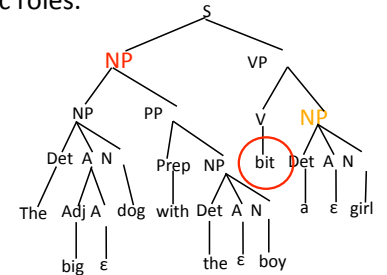 c roles.
S
NP VP
NP PP V NP
Det A N Prep NP bit Det A N
The Adj A dog with Det A N a ε girl
big ε the ε boy